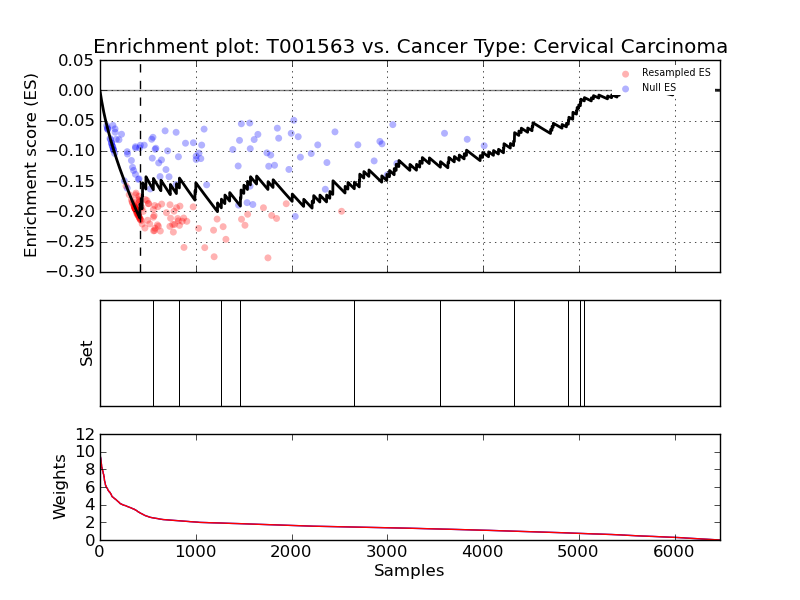 Enrichment plot: T001563 vs. Cancer Type: Cervical Carcinoma
0.05
0.00
−0.05
−0.10
−0.15
−0.20
−0.25
−0.30
Enrichment score (ES)
Resampled ES
Null ES
Set
12
10
8
6
4
2
0
Weights
0 1000 2000 3000 4000 5000 6000
Samples